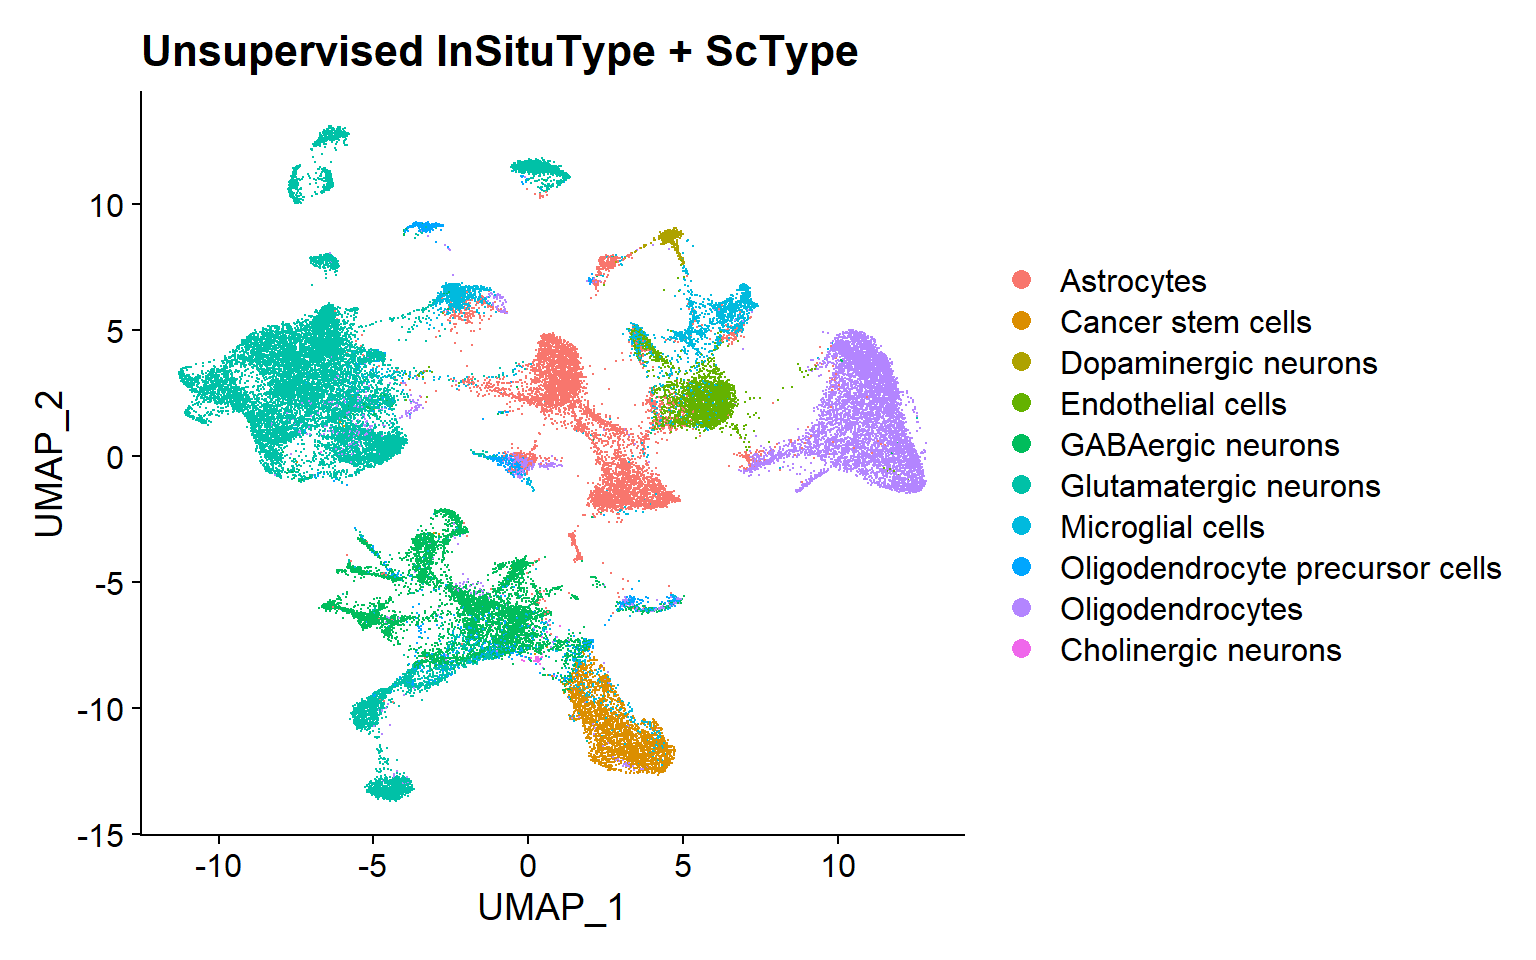 Unsupervised InSituType + ScType
UMAP_2
10
5
0
-5
-10
-15
-10
-5
0
5
10
UMAP_1
Astrocytes
Cancer stem cells
Dopaminergic neurons
Endothelial cells
GABAergic neurons
Glutamatergic neurons
Microglial cells
Oligodendrocyte precursor cells
Oligodendrocytes
Cholinergic neurons